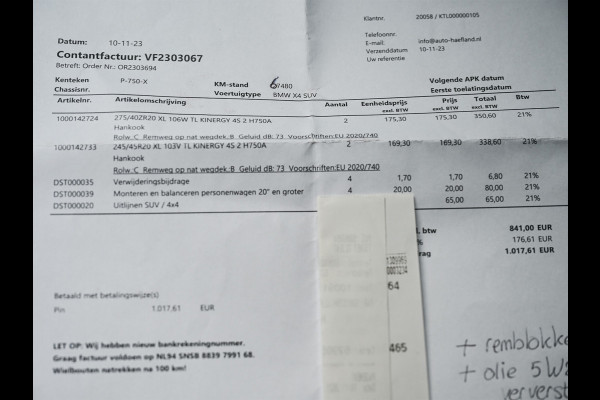 Klantnr. 20058 / KTL000000105
Telefoonnr.
Datum: 10-11-23 E-mail: info@auto-haefland.nl
Verzenddatum 10-11-23
Contantfactuur: VF2303067 Uw referentie
Betreft: Order Nr.: OR2303694
Kenteken P-750-X KM-stand 67480 Volgende APK datum
Chassisnr. Voertuigtype BMW X4 SUV Eerste toelatingsdatum
Artikelnr. Artikelomschrijving Aantal Eenheidsprijs Prijs Totaal Btw
excl. BTW excl. BTW excl. BTW
1000142724 275/40ZR20 XL 106W TL KINERGY 4S 2 H750A 2 175,30 175,30 350,60 21%
Hankook
Rolw.:C Remweg op nat wegdek:B Geluid dB: 73 Voorschriften:EU 2020/740
1000142733 245/45R20 XL 103V TL KINERGY 4S 2 H750A 2 169,30 169,30 338,60 21%
Hankook
Rolw.:C Remweg op nat wegdek:B Geluid dB: 73 Voorschriften:EU 2020/740
DST000035 Verwijderingsbijdrage 4 1,70 1,70 6,80 21%
DST000039 Monteren en balanceren personenwagen 20" en groter 4 20,00 20,00 80,00 21%
DST000020 Uitlijnen SUV / 4x4 65,00 65,00 21%
btw 841,00 EUR
% 176,61 EUR
rag 1.017,61 EUR
64
Betaald met betalingswijze(s)
Pin 1.017,61 EUR
465
LET OP: Wij hebben nieuw bankrekeningnummer.
Graag factuur voldoen op NL94 SNSB 8839 7991 68.
Wielbouten natrekken na 100 km!
+ remblokke
+ olie 5W
ververst